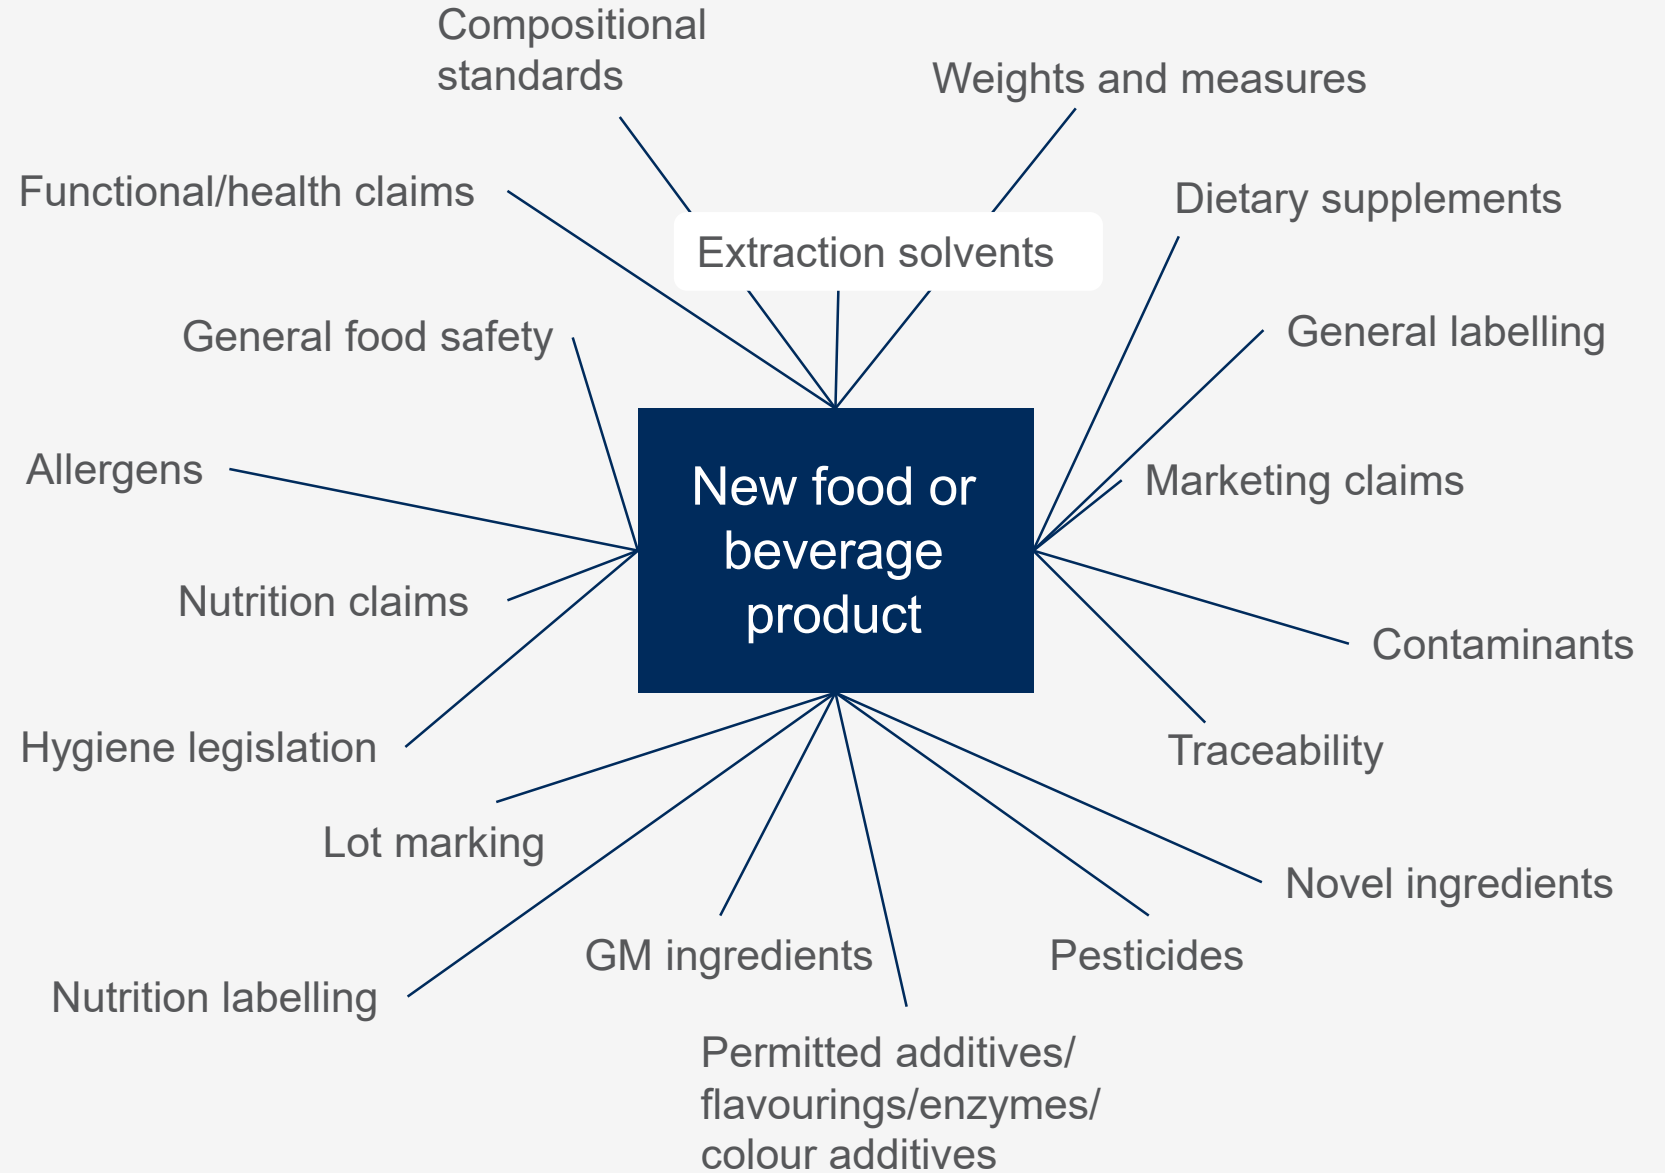 Compositional
standards
Weights and measures
Functional/health claims
Dietary supplements
Extraction solvents
General food safety
General labelling
Allergens
New food or
beverage
product
Marketing claims
Nutrition claims
Contaminants
Hygiene legislation
Traceability
Lot marking
Novel ingredients
GM ingredients
Pesticides
Nutrition labelling
Permitted additives/
flavourings/enzymes/
colour additives